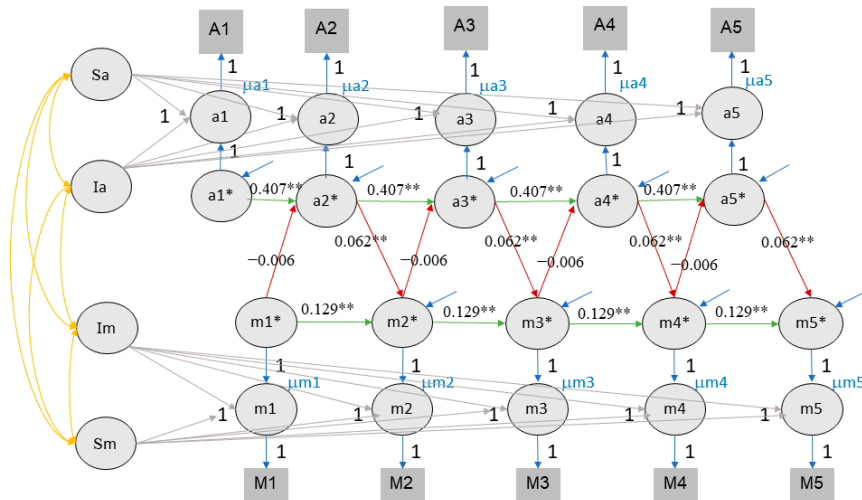 A1 A2 A3 A4 A5
1 1 1 1 1
Sa μa1 μa2 μa3 μa4 μa5
a1 a2 a3 a4 a5
1 1 1 1 1
1 1 1 1 1
Ia
a1* 0.407** a2* 0.407** a3* 0.407** a4* 0.407** a5*
0.062** 0.062** 0.062** 0.062**
−0.006 −0.006 −0.006 −0.006
Im m1* 0.129** m2* 0.129** m3* 0.129** m4* 0.129** m5*
1 1 1 1 1
μm1 μm2 μm3 μm4 μm5
m1 m2 m3 m4 m5
1 1 1 1 1
Sm
1 1 1 1 1
M1 M2 M3 M4 M5